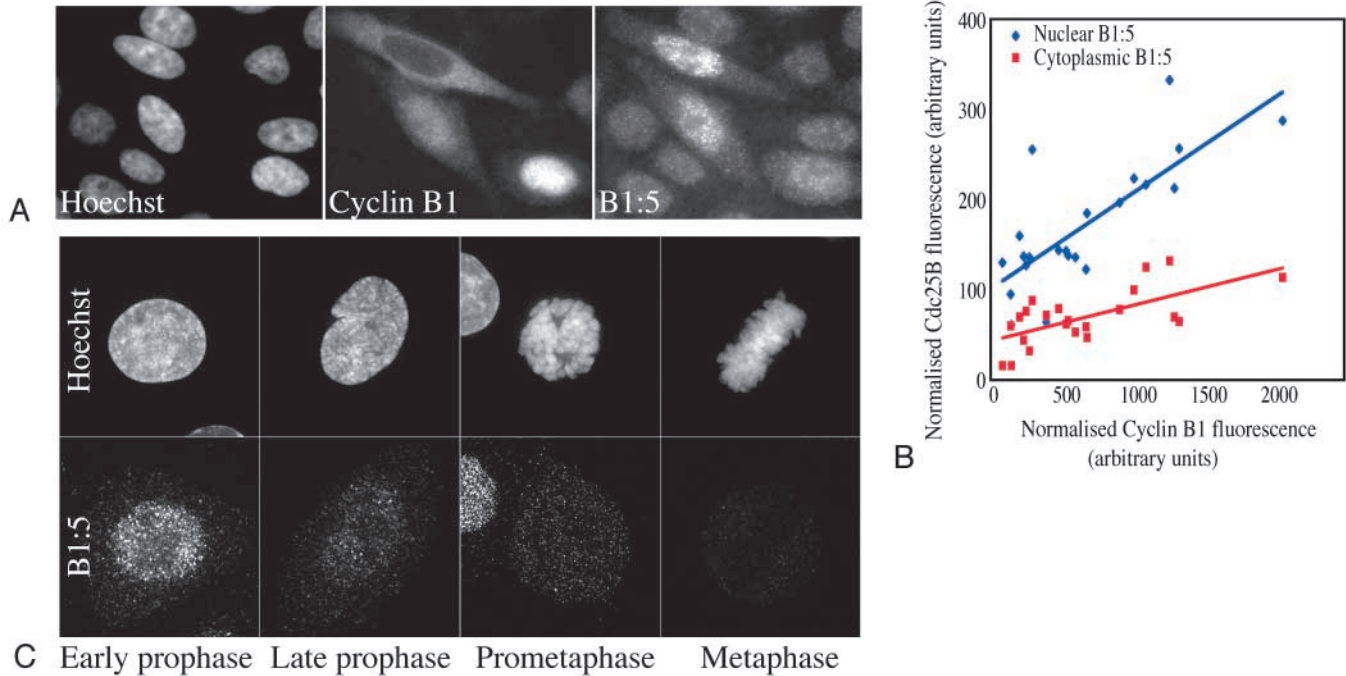 A
Hoechst
Cyclin B1
B1:5
B
Normalised Cdc25B fluorescence (arbitrary units)
400
300
200
100
0
Nuclear B1:5
Cytoplasmic B1:5
0 500 1000 1500 2000
Normalised Cyclin B1 fluorescence
(arbitrary units)
C
Hoechst
B1:5
Early prophase
Late prophase
Prometaphase
Metaphase